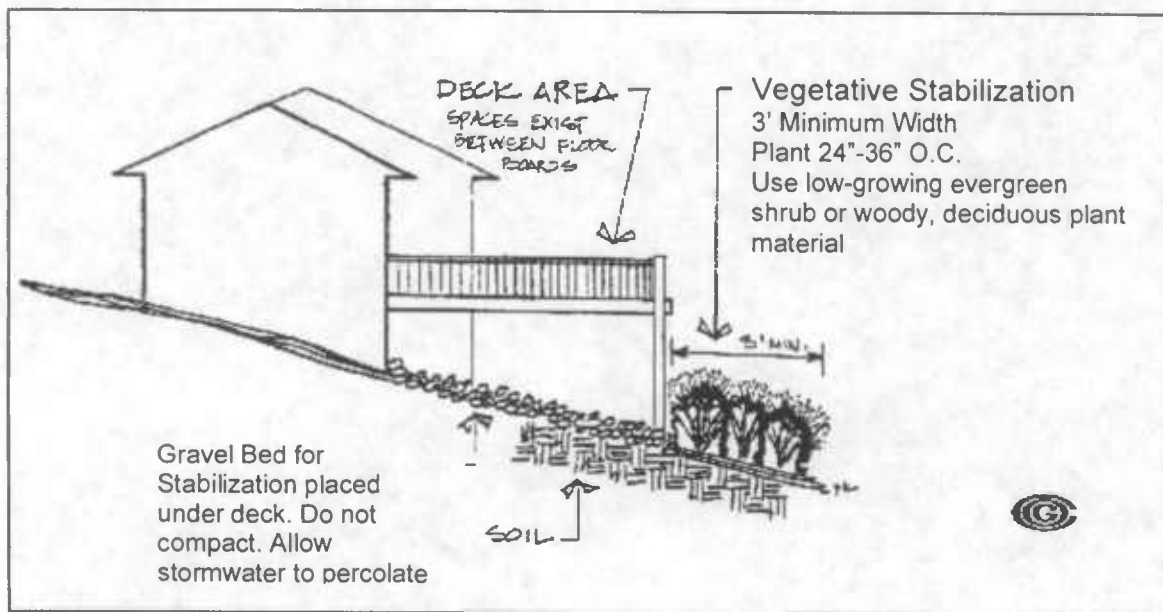 DECK AREA
SPACES EXIST
BETWEEN FLOOR
BOARDS
Vegetative Stabilization
3' Minimum Width
Plant 24"-36" O.C.
Use low-growing evergreen
shrub or woody, deciduous plant
material
3' MIN.
Gravel Bed for
Stabilization placed
under deck. Do not
compact. Allow
stormwater to percolate
SOIL